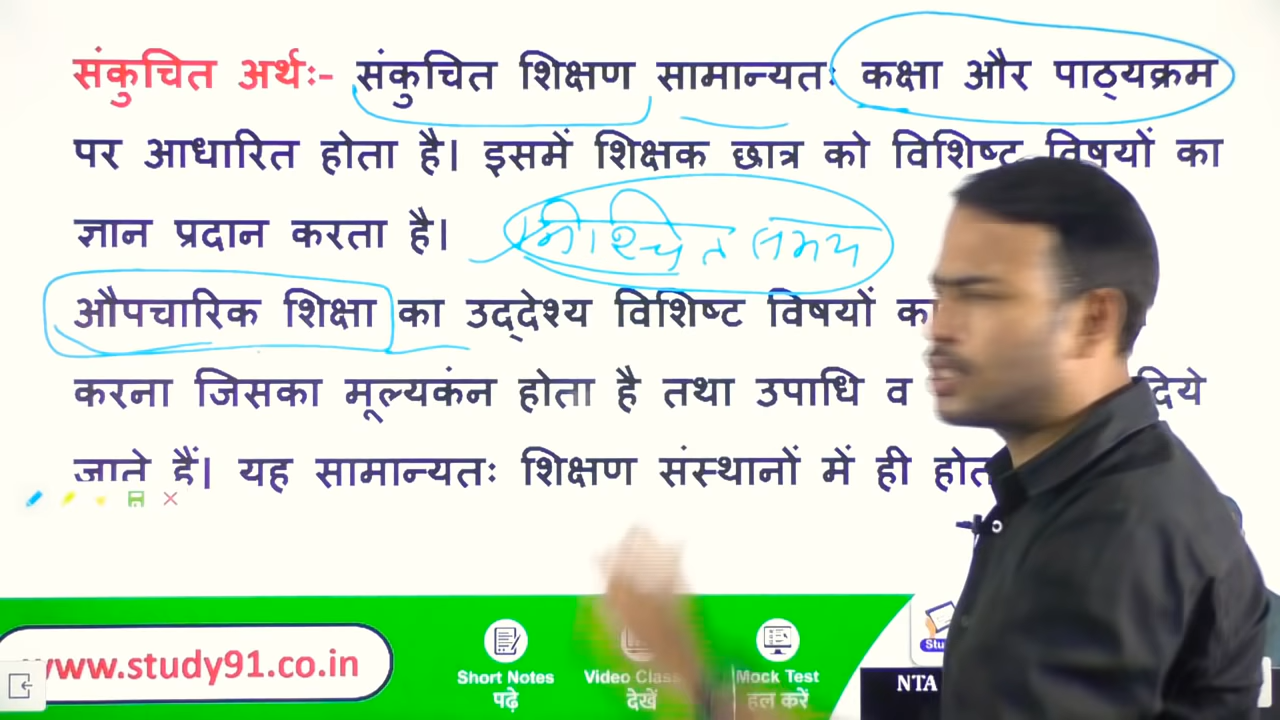 संकुचित अर्थः- संकुचित शिक्षण सामान्यतः कक्षा और पाठ्यक्रम
पर आधारित होता है। इसमें शिक्षक छात्र को विशिष्ट विषयों का
ज्ञान प्रदान करता है। निश्चित समय
औपचारिक शिक्षा का उद्देश्य विशिष्ट विषयों का
करना जिसका मूल्यकंन होता है तथा उपाधि व दिये
जाते हैं। यह सामान्यतः शिक्षण संस्थानों में ही
www.study91.co.in
Short Notes
पढ़े
Video
देखें
Mock Test
हल करें
NTA